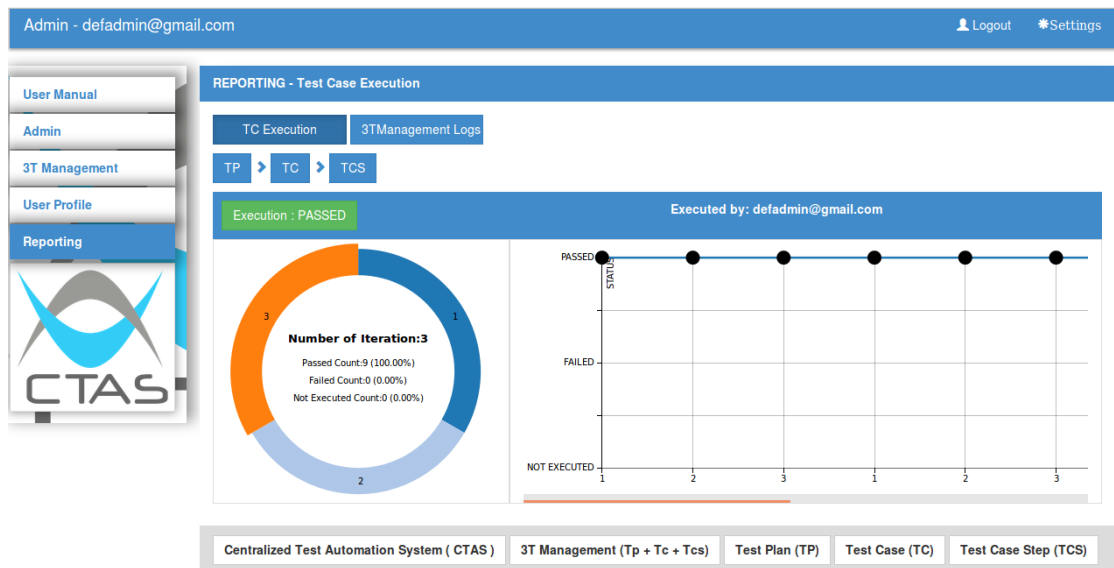 Admin - defadmin@gmail.com
Logout
Settings
User Manual
Admin
3T Management
User Profile
Reporting
CTAS
REPORTING - Test Case Execution
TC Execution
3TManagement Logs
TP
TC
TCS
Execution : PASSED
Executed by: defadmin@gmail.com
3
1
2
Number of Iteration:3
Passed Count:9 (100.00%)
Failed Count:0 (0.00%)
Not Executed Count:0 (0.00%)
PASSED
STATUS
FAILED
NOT EXECUTED
1 2 3 1 2 3
Centralized Test Automation System ( CTAS )
3T Management (Tp + Tc + Tcs)
Test Plan (TP)
Test Case (TC)
Test Case Step (TCS)